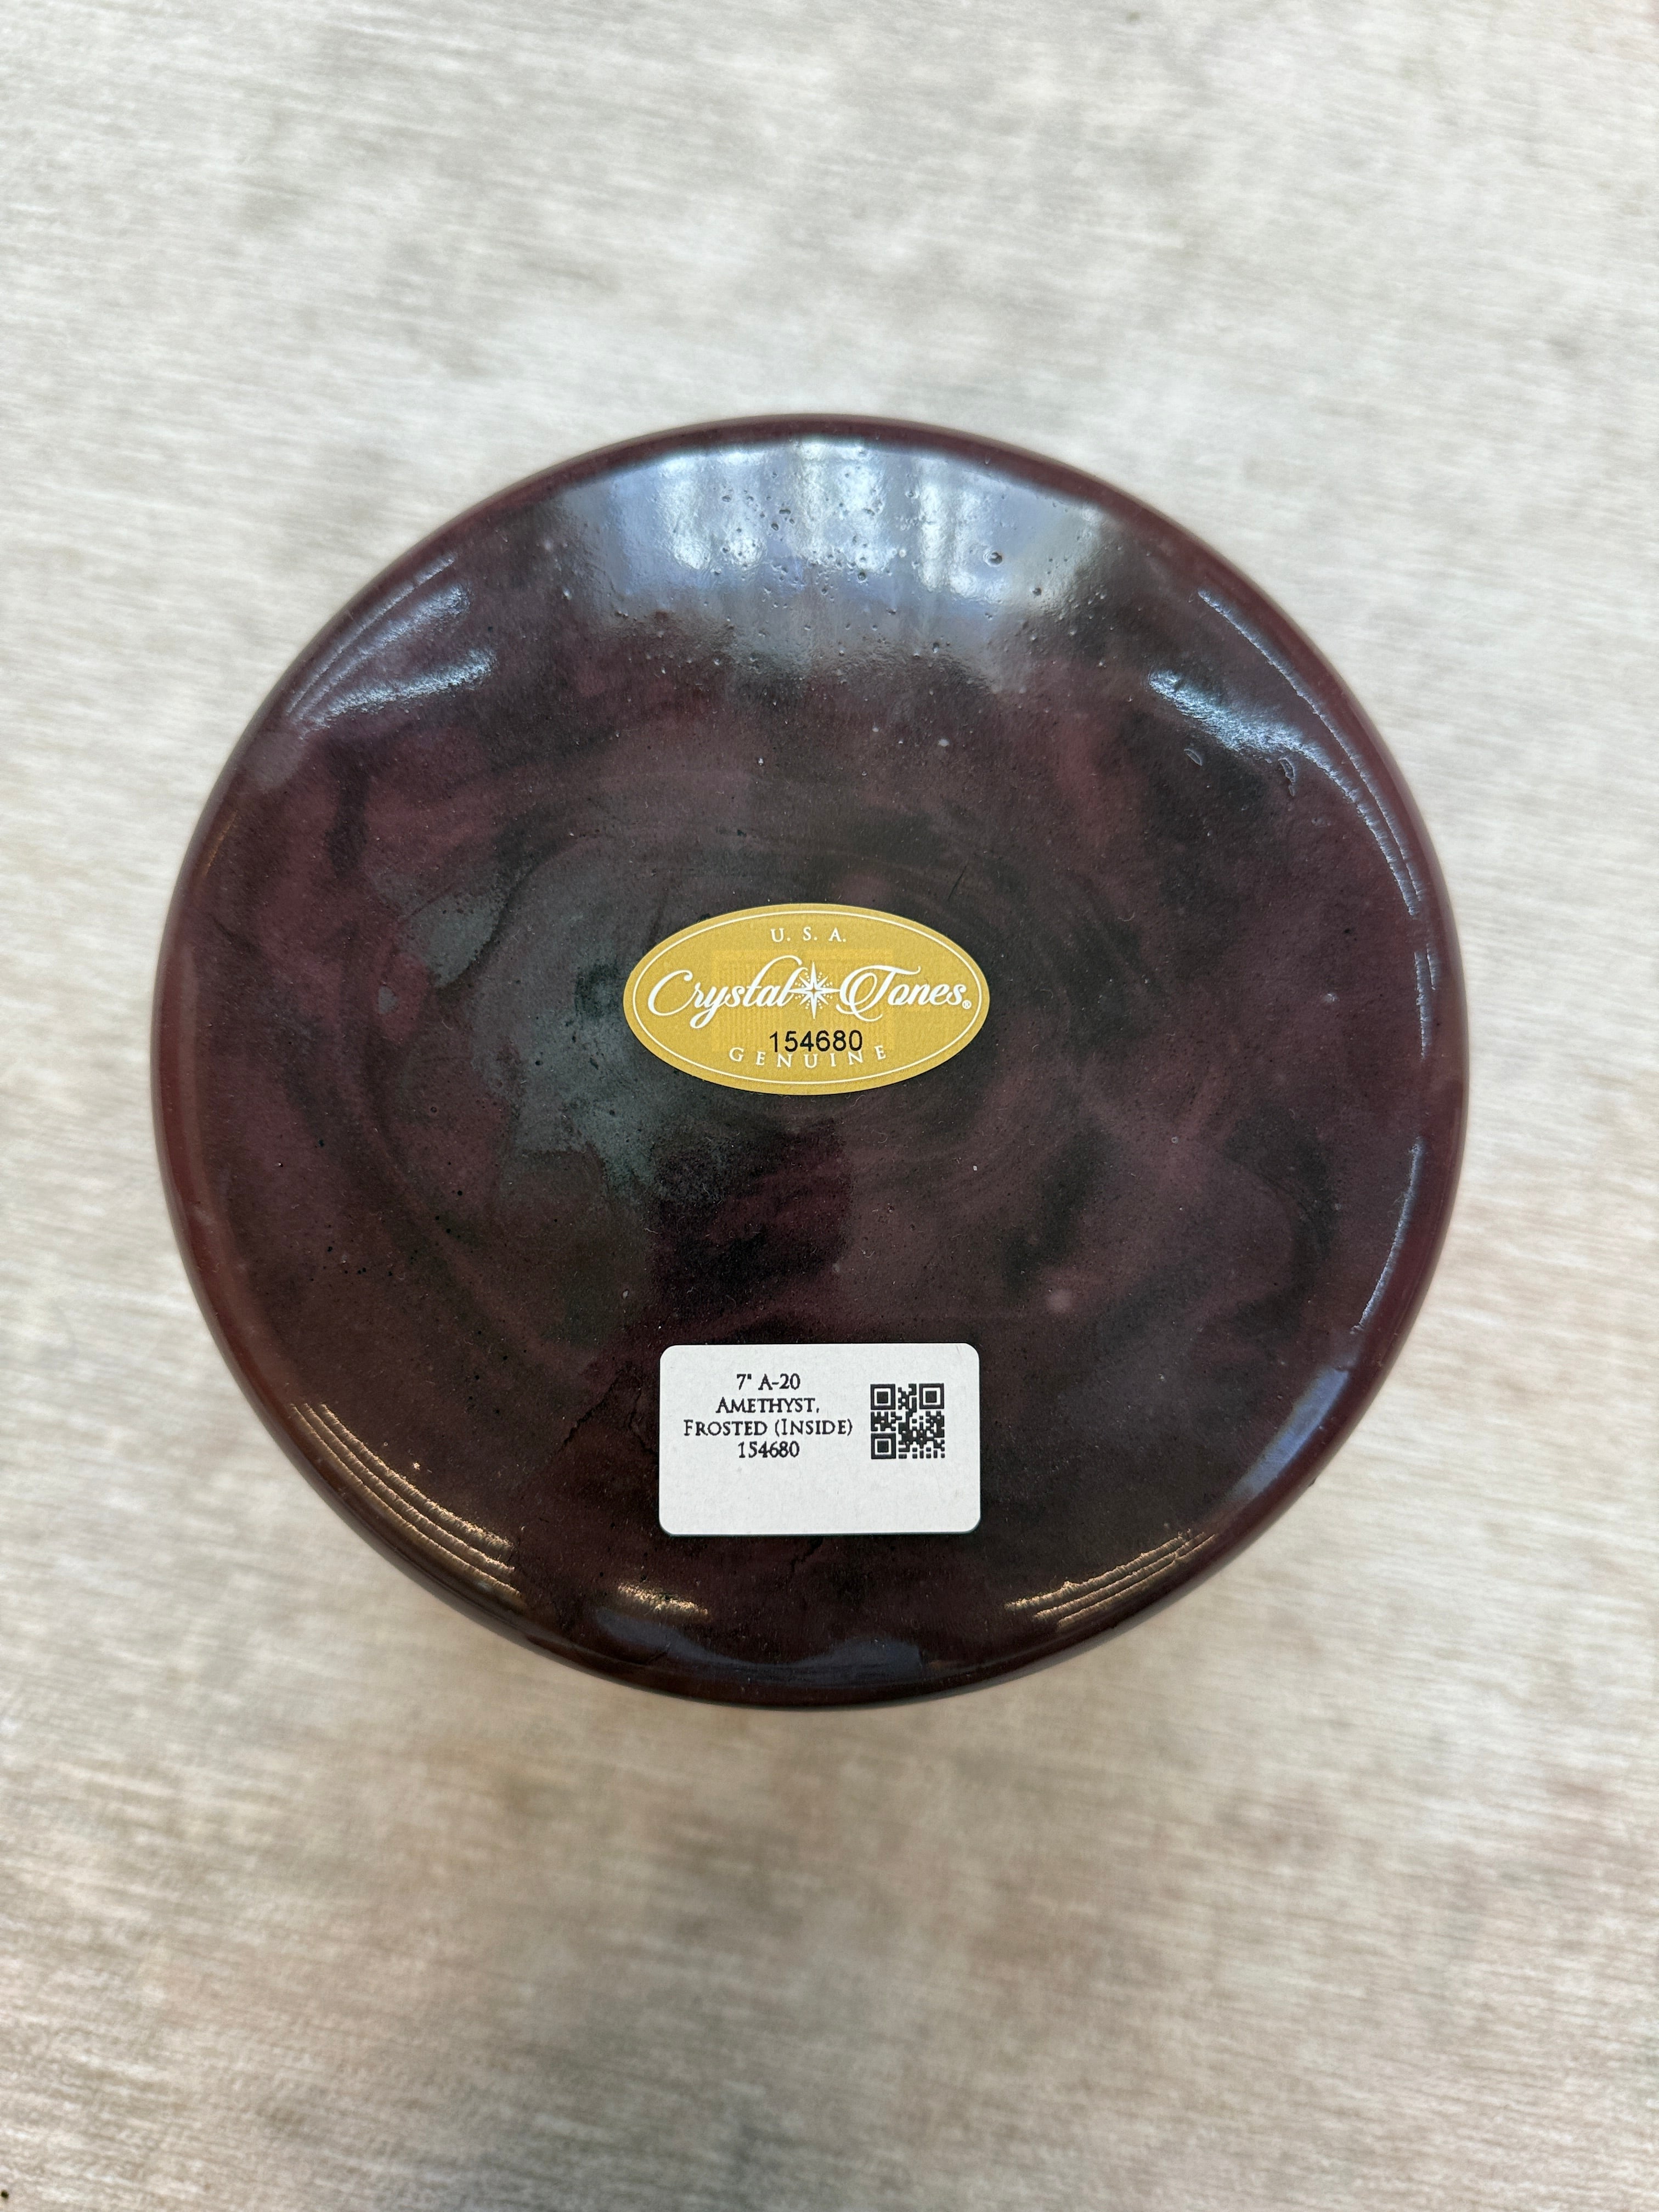 U. S. A.
Crystal Tones®
154680
GENUINE
7" A-20
AMETHYST,
FROSTED (INSIDE)
154680